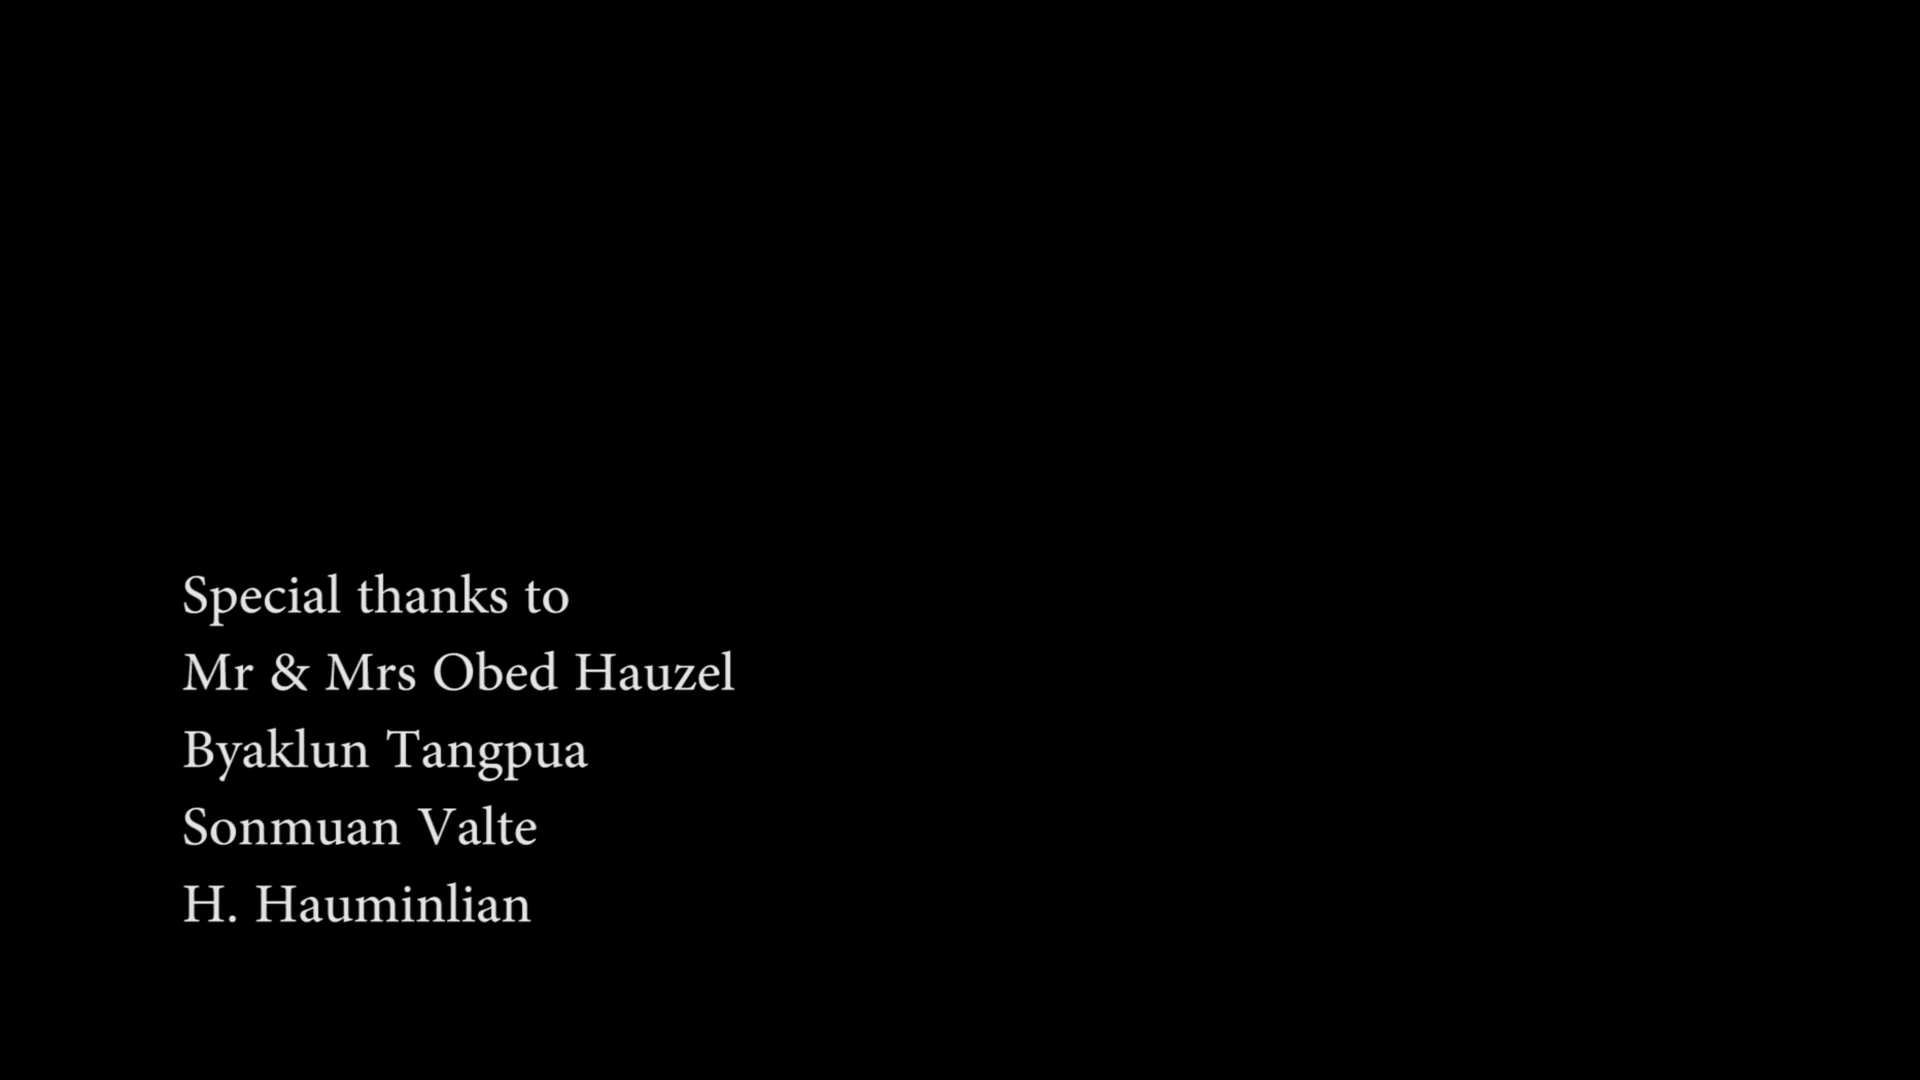 Special thanks to
Mr & Mrs Obed Hauzel
Byaklun Tangpua
Sonmuan Valte
H. Hauminlian